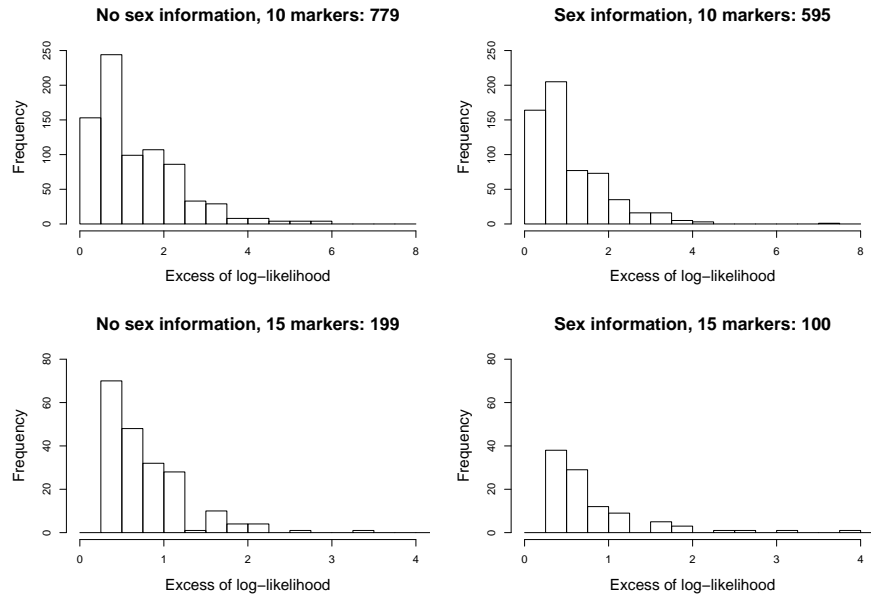 No sex information, 10 markers: 779
Frequency
0 50 100 150 200 250
0 2 4 6 8
Excess of log−likelihood
Sex information, 10 markers: 595
Frequency
0 50 100 150 200 250
0 2 4 6 8
Excess of log−likelihood
No sex information, 15 markers: 199
Frequency
0 20 40 60 80
0 1 2 3 4
Excess of log−likelihood
Sex information, 15 markers: 100
Frequency
0 20 40 60 80
0 1 2 3 4
Excess of log−likelihood